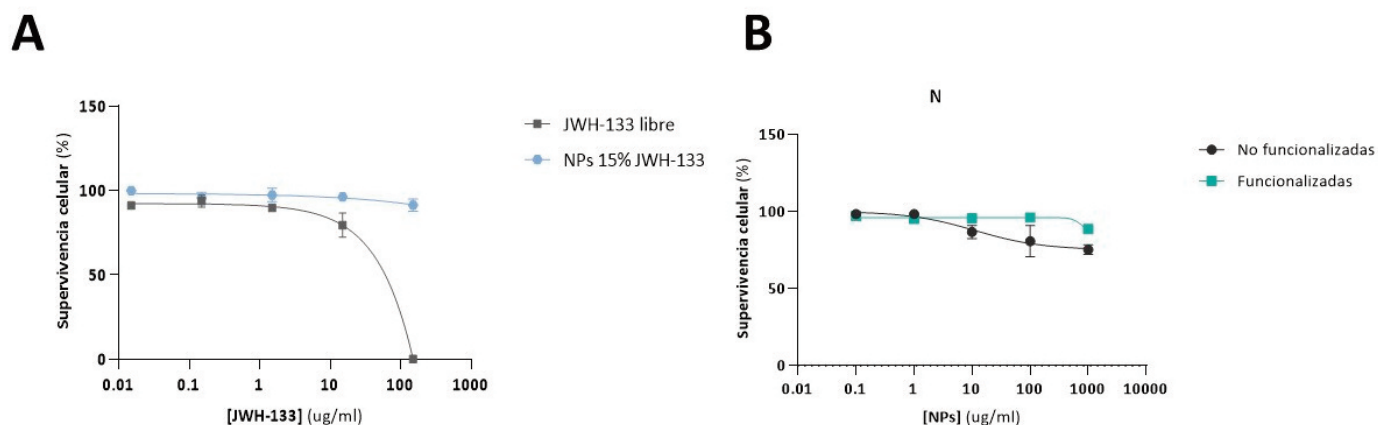 A
150
100
50
0
0.01 0.1 1 10 100 1000
Supervivencia celular (%)
[JWH-133] (ug/ml)
JWH-133 libre
NPs 15% JWH-133
B
N
150
100
50
0
0.01 0.1 1 10 100 1000 10000
Supervivencia celular (%)
[NPs] (ug/ml)
No funcionalizadas
Funcionalizadas